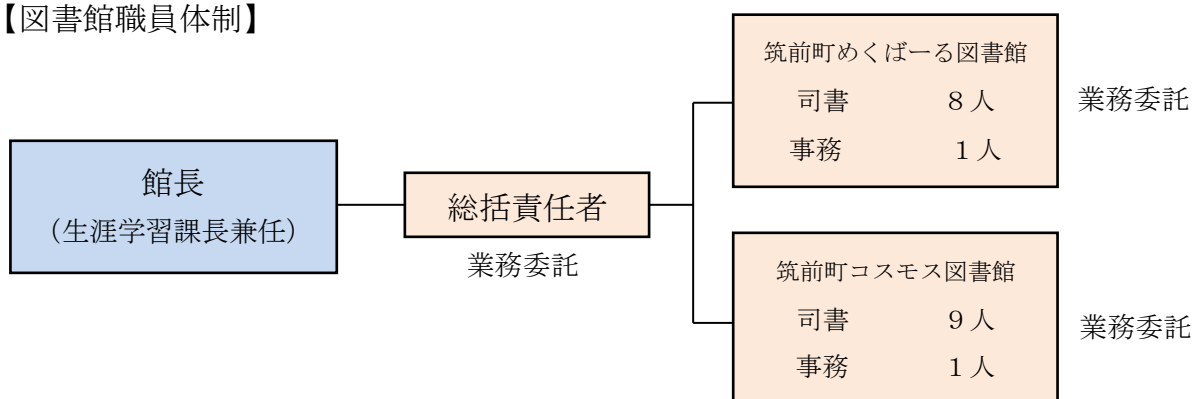 【図書館職員体制】
館長
（生涯学習課長兼任）
総括責任者
業務委託
筑前町めくばーる図書館
司書 ８人
事務 １人
業務委託
筑前町コスモス図書館
司書 ９人
事務 １人
業務委託